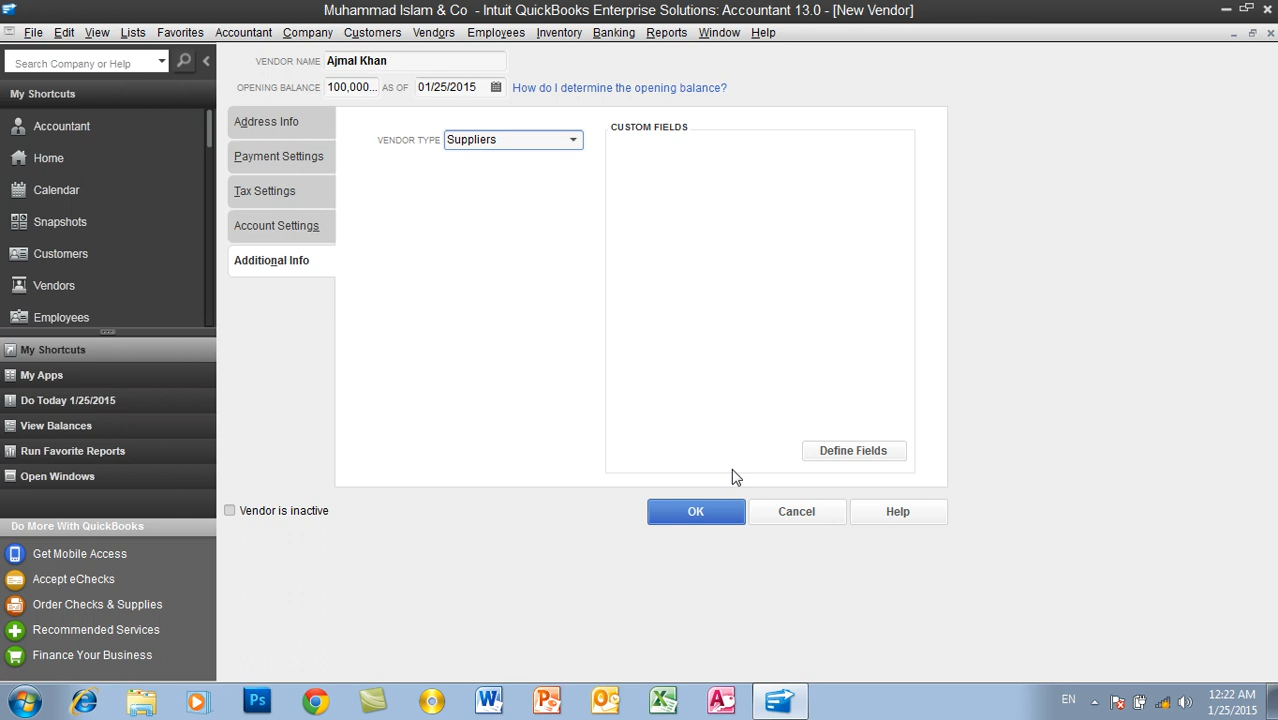 Muhammad Islam & Co - Intuit QuickBooks Enterprise Solutions: Accountant 13.0 - [New Vendor]
File Edit View Lists Favorites Accountant Company Customers Vendors Employees Inventory Banking Reports Window Help
Search Company or Help
My Shortcuts
Accountant
Home
Calendar
Snapshots
Customers
Vendors
Employees
My Shortcuts
My Apps
Do Today 1/25/2015
View Balances
Run Favorite Reports
Open Windows
Do More With QuickBooks
Get Mobile Access
Accept eChecks
Order Checks & Supplies
Recommended Services
Finance Your Business
VENDOR NAME Ajmal Khan
OPENING BALANCE 100,000... AS OF 01/25/2015 How do I determine the opening balance?
Address Info
Payment Settings
Tax Settings
Account Settings
Additional Info
VENDOR TYPE Suppliers
CUSTOM FIELDS
Define Fields
Vendor is inactive
OK Cancel Help
EN
12:22 AM
1/25/2015